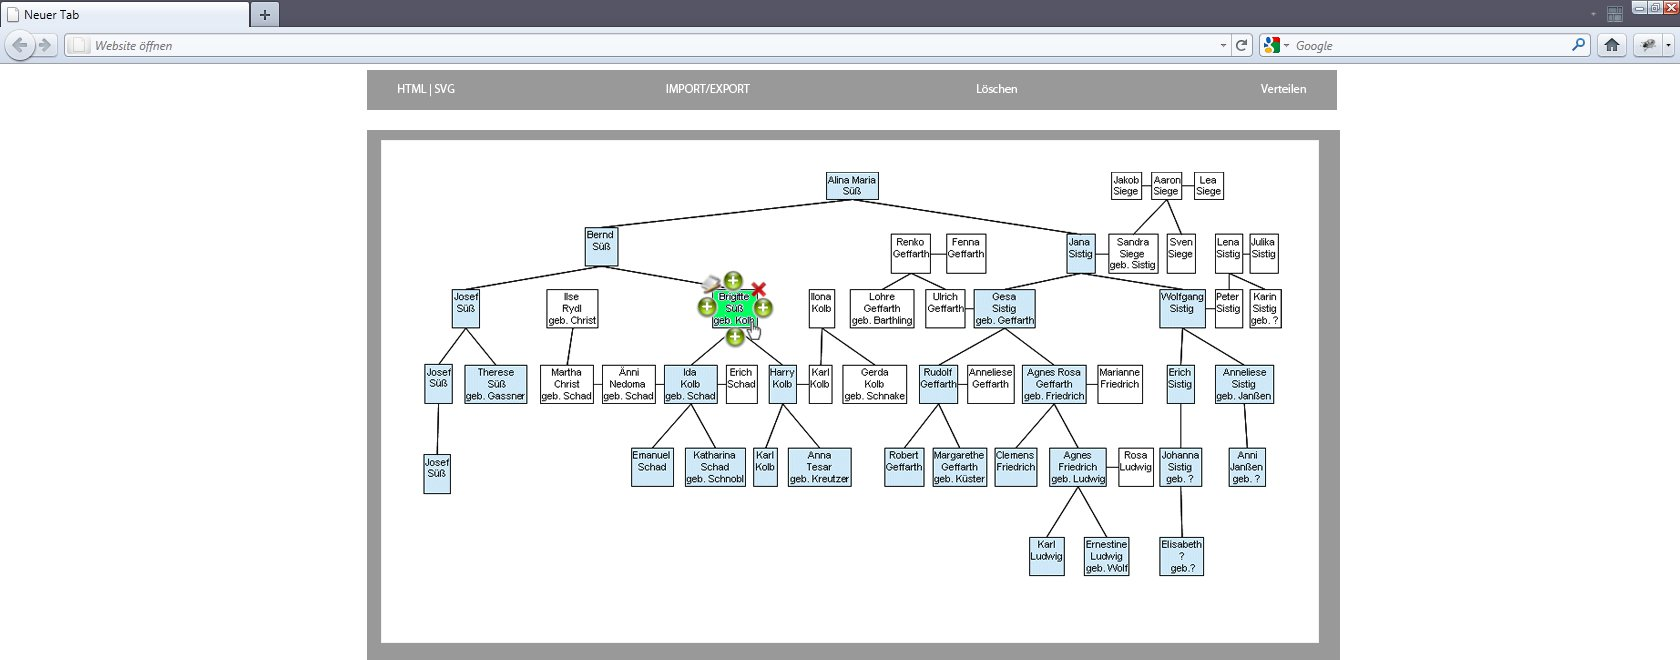 Neuer Tab
Website öffnen
Google
HTML | SVG
IMPORT/EXPORT
Löschen
Verteilen
Alina Maria
Süß
Jakob
Siege
Aaron
Siege
Lea
Siege
Bernd
Süß
Renko
Geffarth
Fenna
Geffarth
Jana
Sistig
Sandra
Siege
geb. Sistig
Sven
Siege
Lena
Sistig
Julika
Sistig
Josef
Süß
Ilse
Rydl
geb. Christ
Brigitte
Süß
geb. Kolb
Ilona
Kolb
Lohre
Geffarth
geb. Barthling
Ulrich
Geffarth
Gesa
Sistig
geb. Geffarth
Wolfgang
Sistig
Peter
Sistig
Karin
Sistig
geb. ?
Josef
Süß
Therese
Süß
geb. Gassner
Martha
Christ
geb. Schad
Änni
Nedoma
geb. Schad
Ida
Kolb
geb. Schad
Erich
Schad
Harry
Kolb
Karl
Kolb
Gerda
Kolb
geb. Schnake
Rudolf
Geffarth
Anneliese
Geffarth
Agnes Rosa
Geffarth
geb. Friedrich
Marianne
Friedrich
Erich
Sistig
Anneliese
Sistig
geb. Janßen
Josef
Süß
Emanuel
Schad
Katharina
Schad
geb. Schnobl
Karl
Kolb
Anna
Tesar
geb. Kreutzer
Robert
Geffarth
Margarethe
Geffarth
geb. Küster
Clemens
Friedrich
Agnes
Friedrich
geb. Ludwig
Rosa
Ludwig
Johanna
Sistig
geb. ?
Anni
Janßen
geb. ?
Karl
Ludwig
Ernestine
Ludwig
geb. Wolf
Elisabeth
?
geb.?